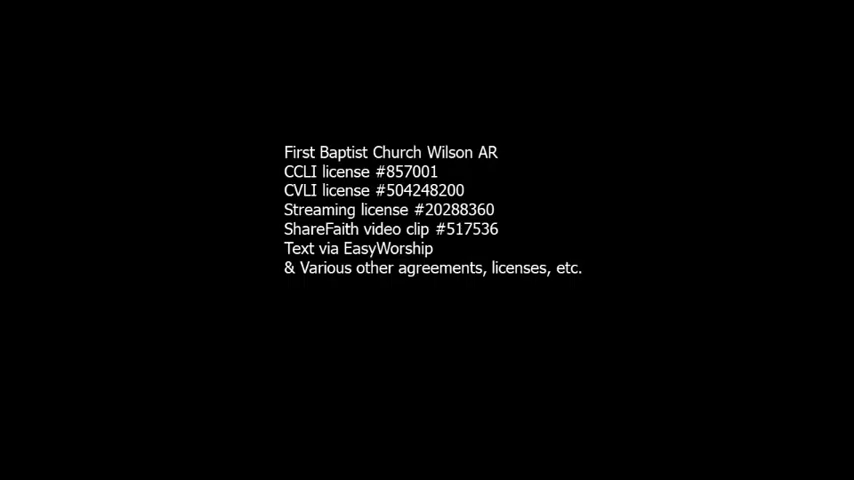 First Baptist Church Wilson AR
CCLI license #857001
CVLI license #504248200
Streaming license #20288360
ShareFaith video clip #517536
Text via EasyWorship
& Various other agreements, licenses, etc.